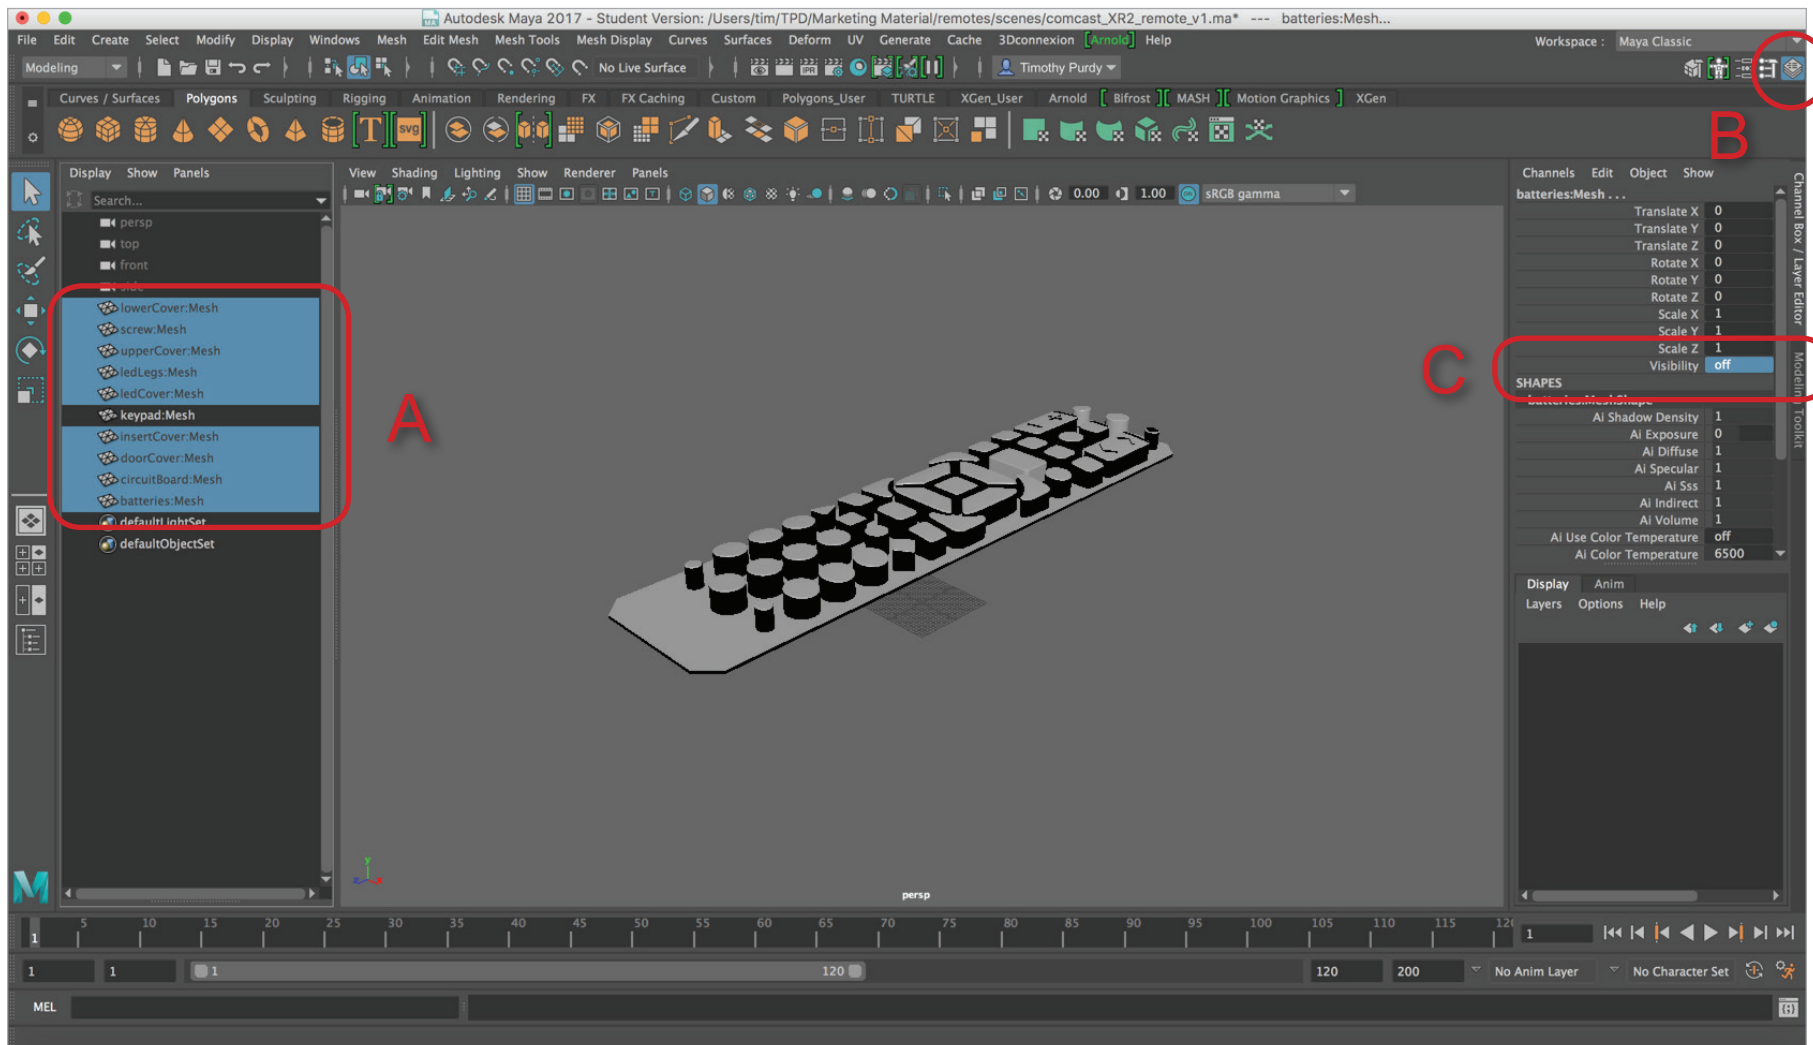 Autodesk Maya 2017 - Student Version: /Users/tim/TPD/Marketing Material/remotes/scenes/comcast_XR2_remote_v1.ma* --- batteries:Mesh...
File Edit Create Select Modify Display Windows Mesh Edit Mesh Mesh Tools Mesh Display Curves Surfaces Deform UV Generate Cache 3Dconnexion [Arnold] Help
Workspace : Maya Classic
Modeling
No Live Surface
IPR
Timothy Purdy
Curves / Surfaces Polygons Sculpting Rigging Animation Rendering FX FX Caching Custom Polygons_User TURTLE XGen_User Arnold [ Bifrost ][ MASH ][ Motion Graphics ] XGen
T
svg
B
Display Show Panels
Search...
persp
top
front
side
lowerCover:Mesh
screw:Mesh
upperCover:Mesh
ledLegs:Mesh
ledCover:Mesh
keypad:Mesh
insertCover:Mesh
doorCover:Mesh
circuitBoard:Mesh
batteries:Mesh
defaultLightSet
defaultObjectSet
A
View Shading Lighting Show Renderer Panels
0.00 1.00 sRGB gamma
y
persp
Channels Edit Object Show
batteries:Mesh . . .
Translate X 0
Translate Y 0
Translate Z 0
Rotate X 0
Rotate Y 0
Rotate Z 0
Scale X 1
Scale Y 1
Scale Z 1
Visibility off
C
SHAPES
batteries:MeshShape
Ai Shadow Density 1
Ai Exposure 0
Ai Diffuse 1
Ai Specular 1
Ai Sss 1
Ai Indirect 1
Ai Volume 1
Ai Use Color Temperature off
Ai Color Temperature 6500
Channel Box / Layer Editor
Modeling Toolkit
Display Anim
Layers Options Help
M
5 10 15 20 25 30 35 40 45 50 55 60 65 70 75 80 85 90 95 100 105 110 115 120
1
1
1 1 1 120 120 200 No Anim Layer No Character Set
MEL